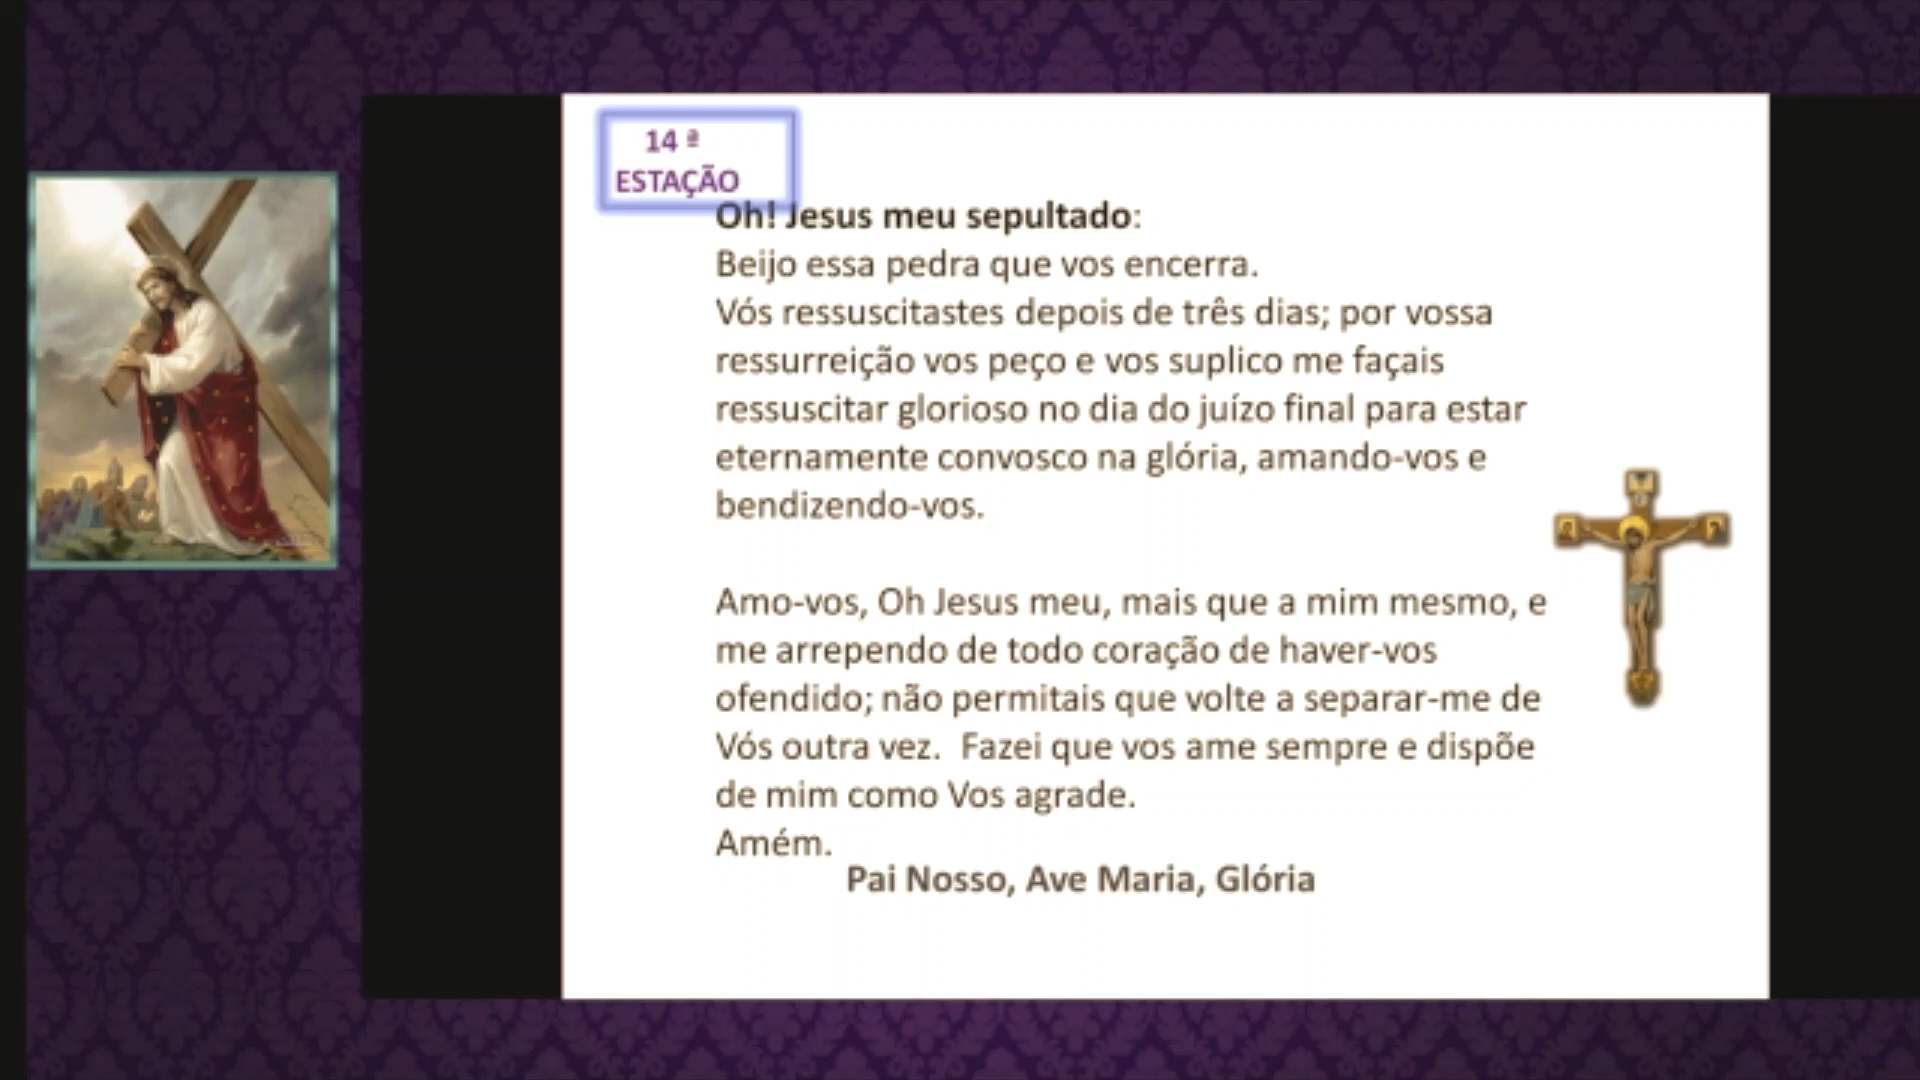 14 ª
ESTAÇÃO
Oh! Jesus meu sepultado:
Beijo essa pedra que vos encerra.
Vós ressuscitastes depois de três dias; por vossa
ressurreição vos peço e vos suplico me façais
ressuscitar glorioso no dia do juízo final para estar
eternamente convosco na glória, amando-vos e
bendizendo-vos.
Amo-vos, Oh Jesus meu, mais que a mim mesmo, e
me arrependo de todo coração de haver-vos
ofendido; não permitais que volte a separar-me de
Vós outra vez.  Fazei que vos ame sempre e dispõe
de mim como Vos agrade.
Amém.
Pai Nosso, Ave Maria, Glória